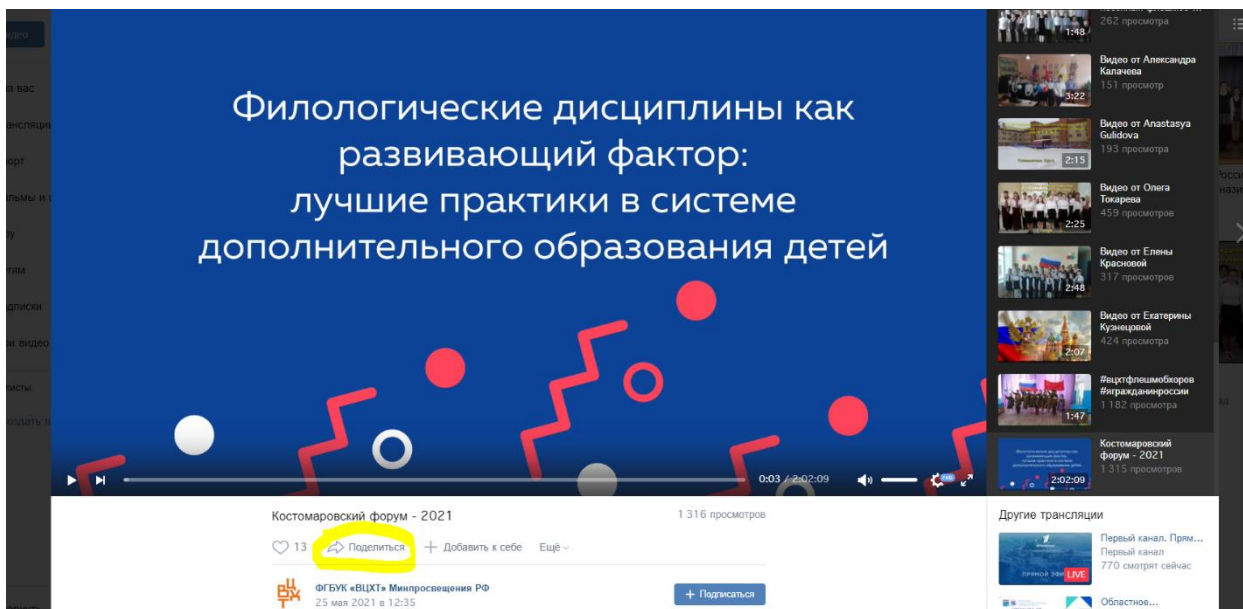 Филологические дисциплины как
развивающий фактор:
лучшие практики в системе
дополнительного образования детей
0:03 / 2:02:09
Костомаровский форум - 2021
1 316 просмотров
13
Поделиться
Добавить к себе
Ещё
ФГБУК «ВЦХТ» Минпросвещения РФ
25 мая 2021 в 12:35
+ Подписаться
262 просмотра
1:48
Видео от Александра
Калачева
151 просмотр
3:22
Видео от Anastasya
Gulidova
193 просмотра
2:15
Видео от Олега
Токарева
459 просмотров
2:25
Видео от Елены
Красновой
317 просмотров
2:48
Видео от Екатерины
Кузнецовой
424 просмотра
2:07
#вцхтфлешмобхоров
#ягражданинроссии
1 182 просмотра
1:47
Костомаровский
форум - 2021
1 315 просмотров
2:02:09
Другие трансляции
Первый канал. Прям...
Первый канал
770 смотрят сейчас
ПРЯМОЙ ЭФИР
LIVE
Областное...